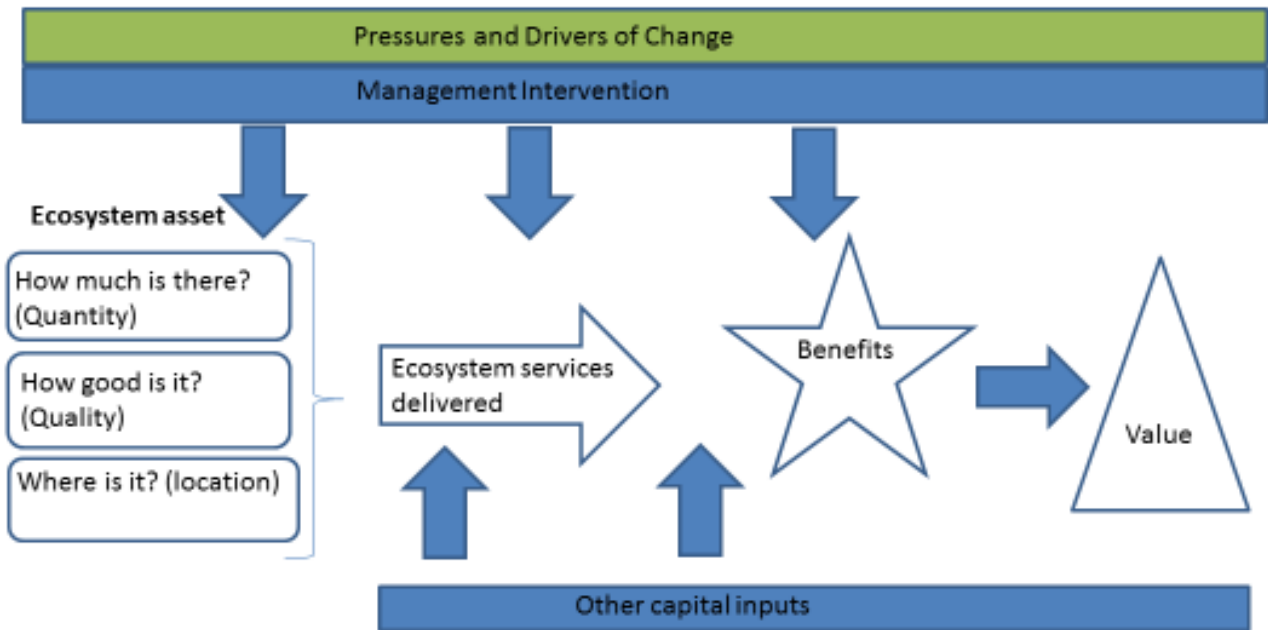 Pressures and Drivers of Change
Management Intervention
Ecosystem asset
How much is there?
(Quantity)
How good is it?
(Quality)
Where is it? (location)
Ecosystem services
delivered
Benefits
Value
Other capital inputs